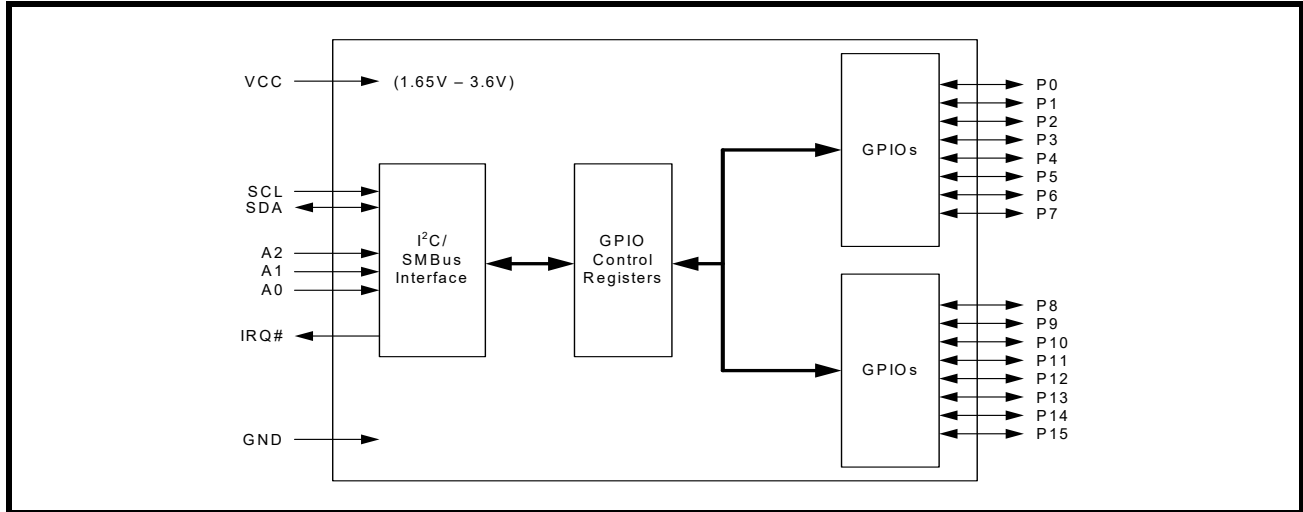 VCC
(1.65V – 3.6V)
SCL
SDA
A2
A1
A0
IRQ#
GND
I²C/
SMBus
Interface
GPIO
Control
Registers
GPIOs
P0
P1
P2
P3
P4
P5
P6
P7
GPIOs
P8
P9
P10
P11
P12
P13
P14
P15